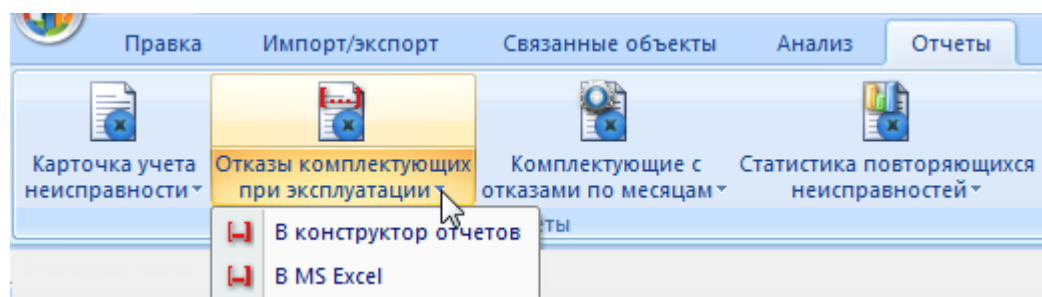 Правка Импорт/экспорт Связанные объекты Анализ Отчеты
Карточка учета Отказы комплектующих Комплектующие с Статистика повторяющихся
неисправности при эксплуатации отказами по месяцам неисправностей
В конструктор отчетов
В MS Excel